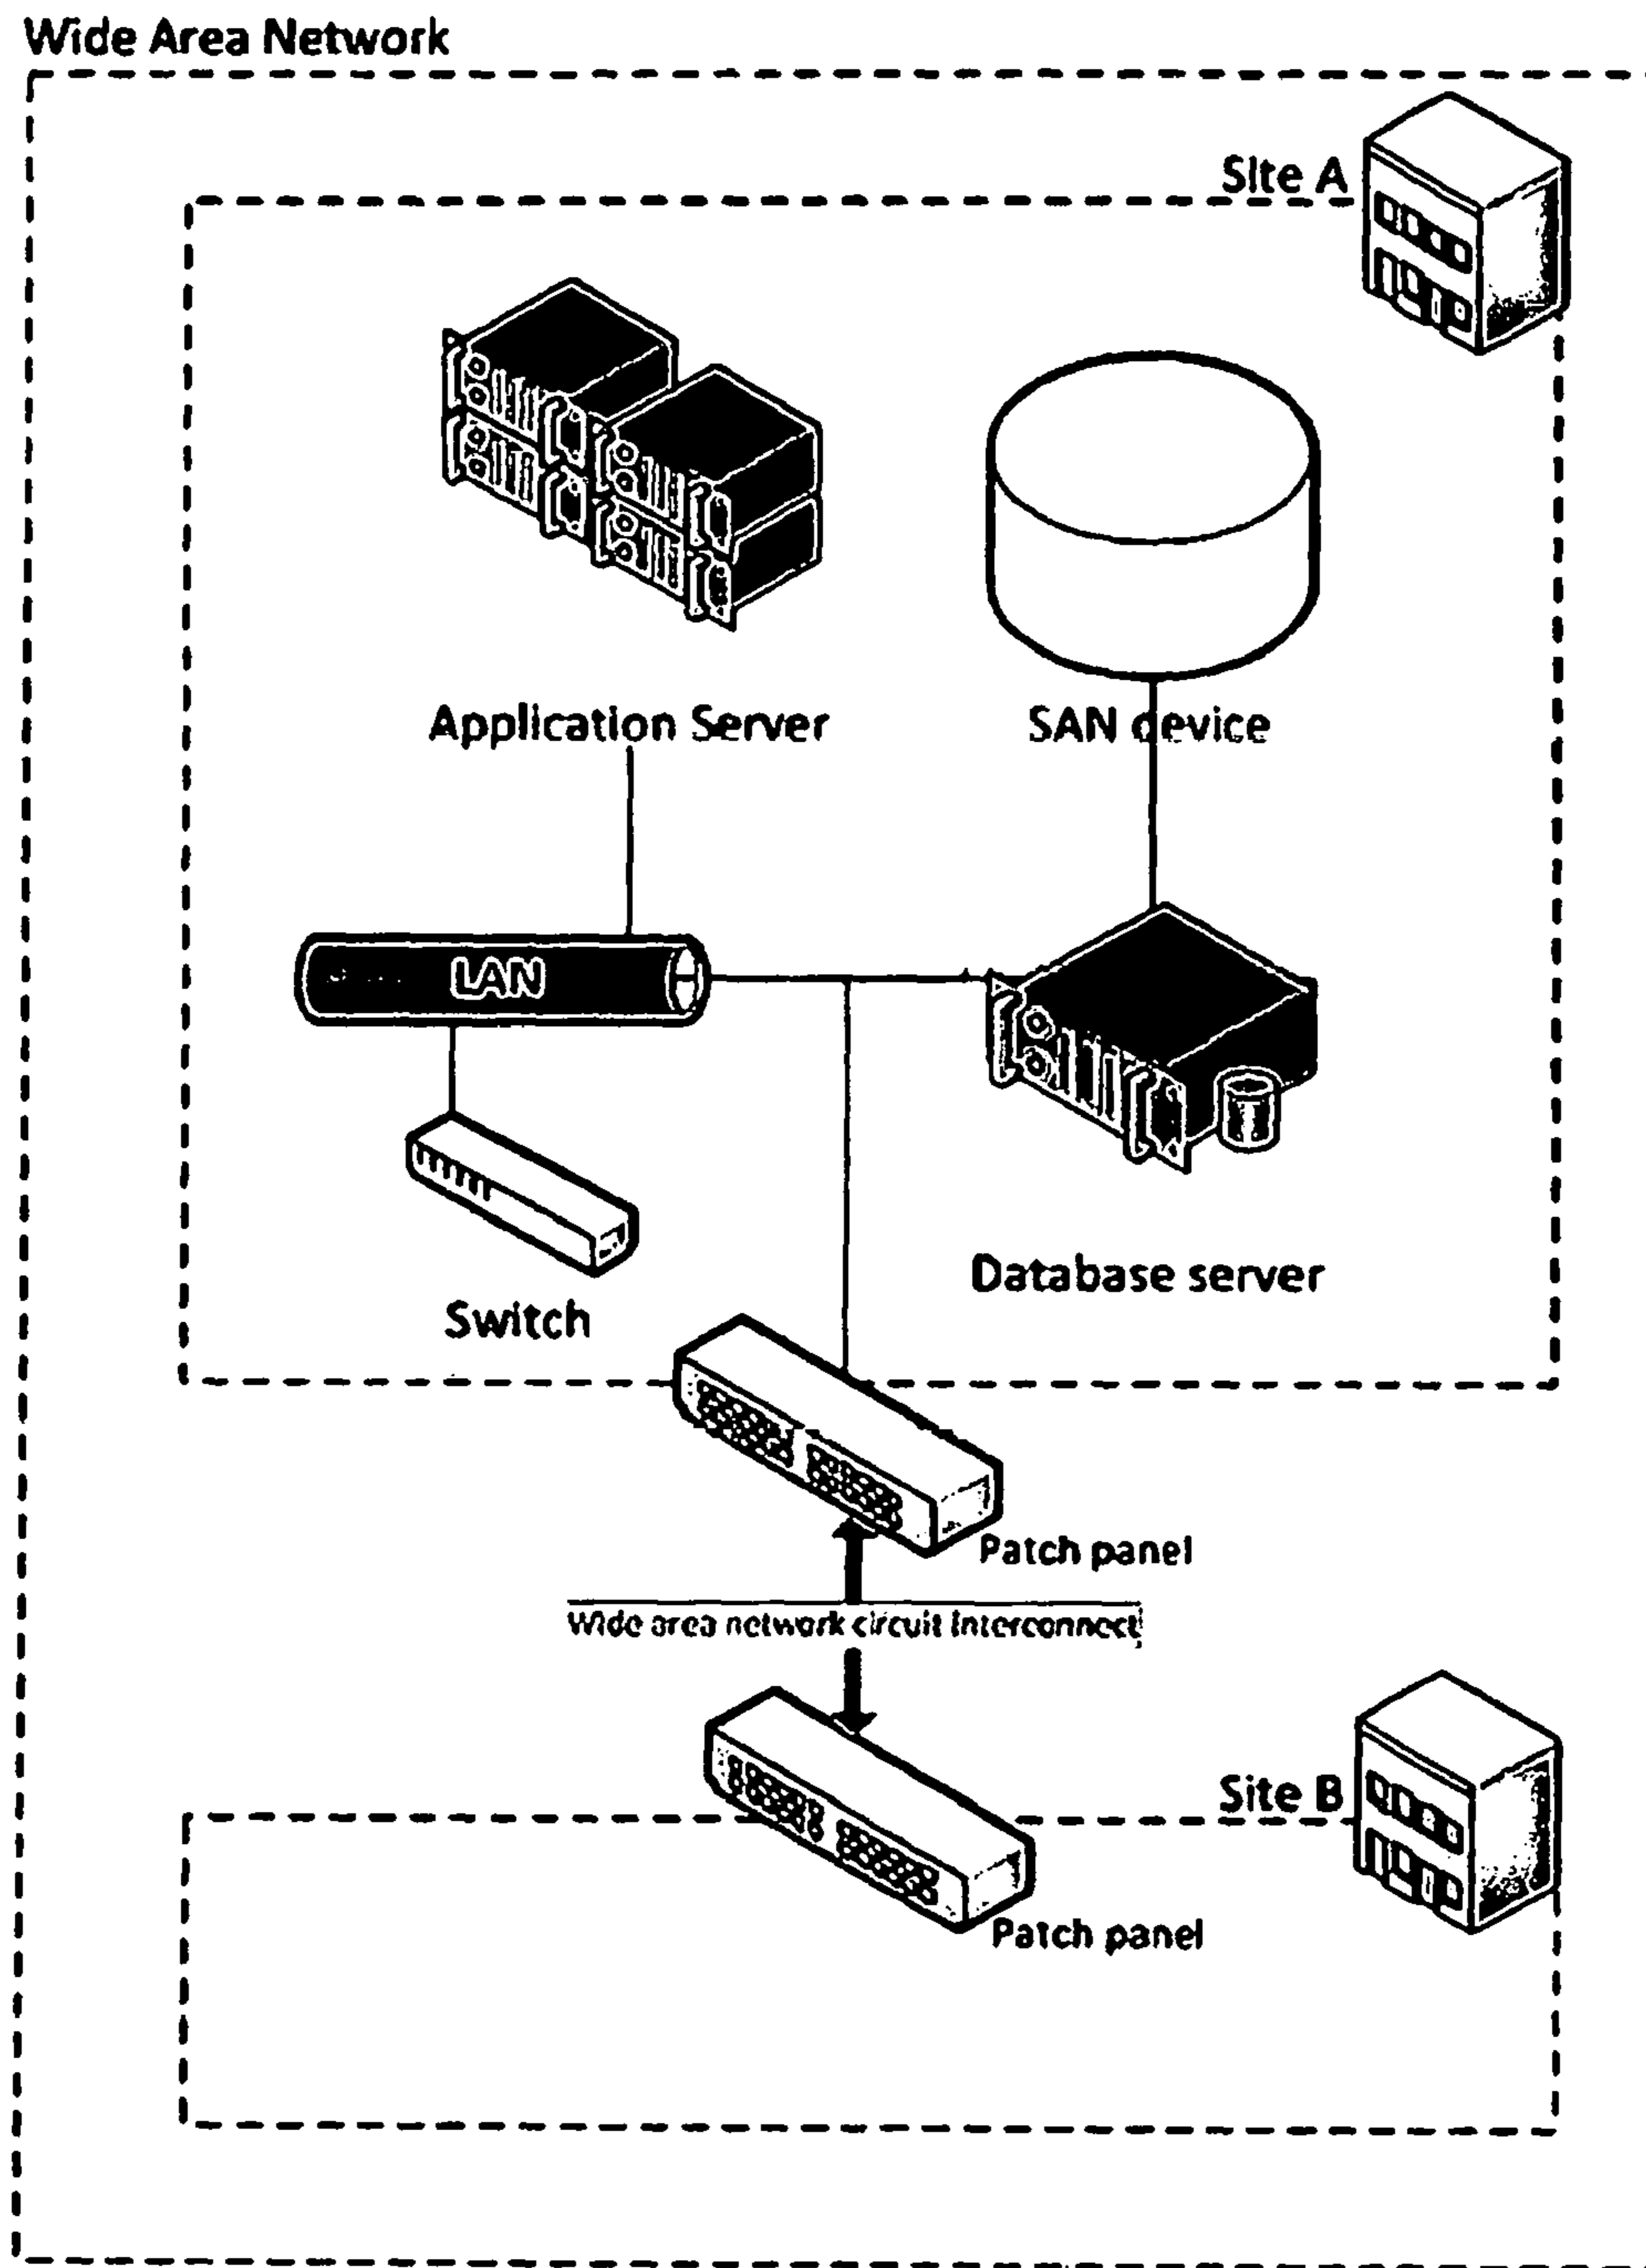 Wide Area Network
Site A
Application Server
SAN device
LAN
Database server
Switch
Patch panel
Wide area network circuit interconnect
Site B
Patch panel